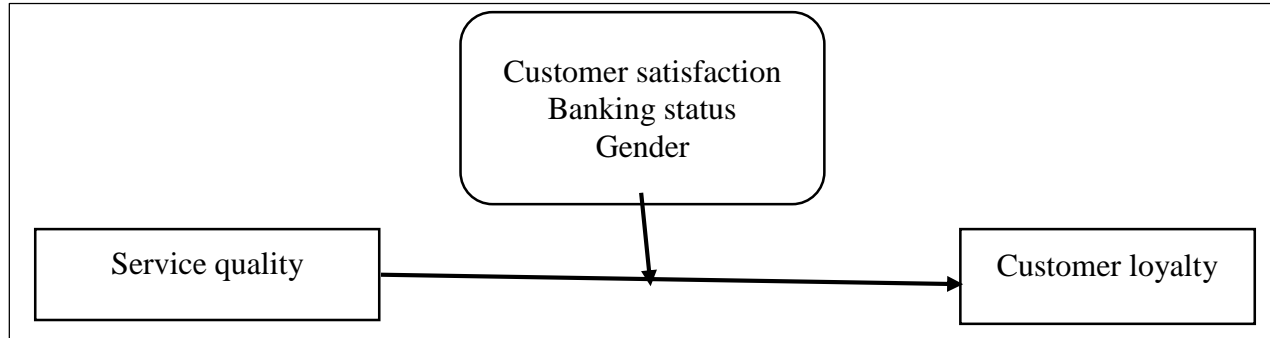 Customer satisfaction
Banking status
Gender
Service quality
Customer loyalty